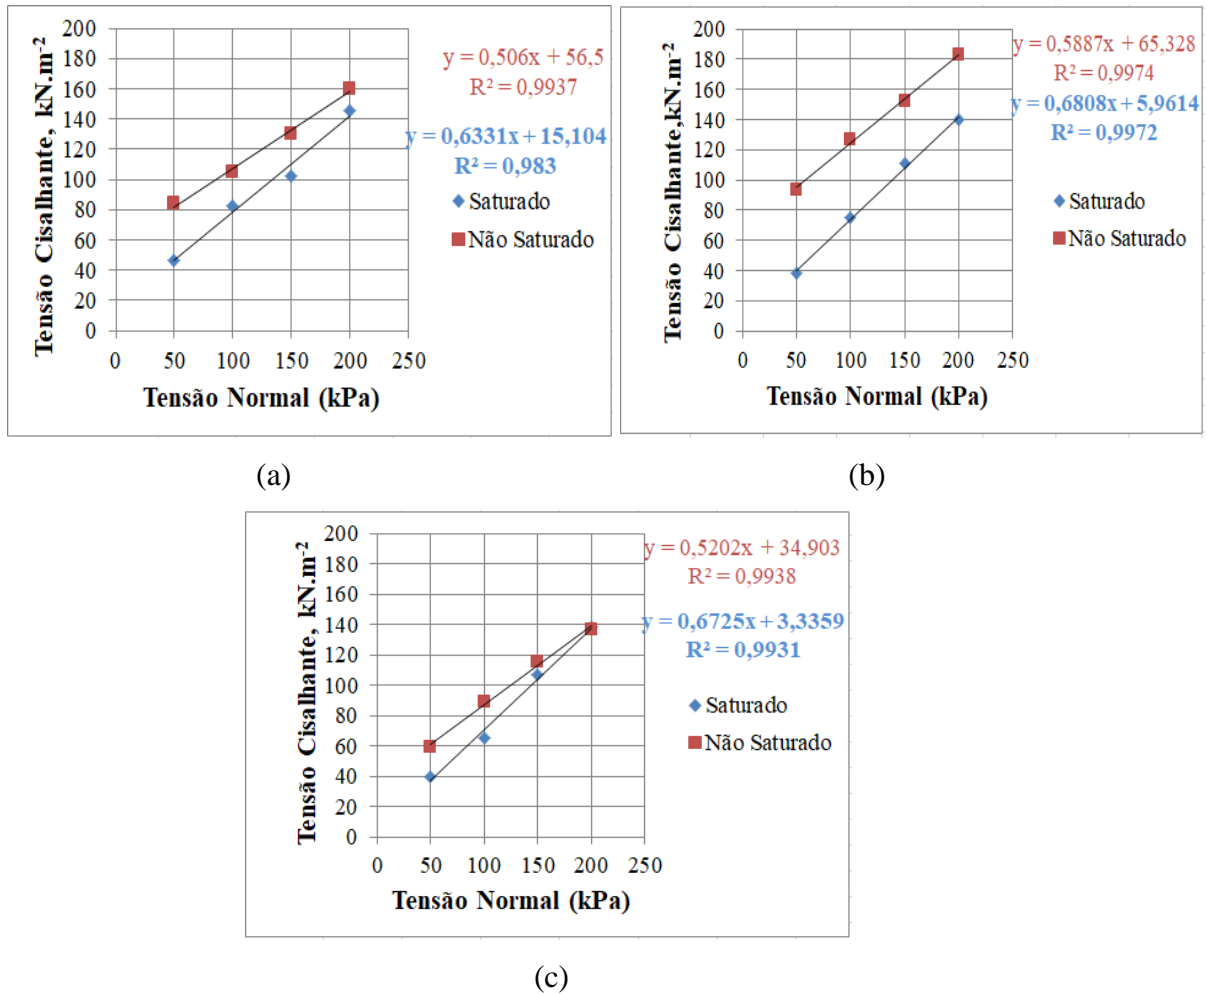 Tensão Cisalhante, kN.m⁻²
200
180
160
140
120
100
80
60
40
20
0
0 50 100 150 200 250
Tensão Normal (kPa)
y = 0,506x + 56,5
R² = 0,9937
y = 0,6331x + 15,104
R² = 0,983
Saturado
Não Saturado
(a)
Tensão Cisalhante,kN.m⁻²
200
180
160
140
120
100
80
60
40
20
0
0 50 100 150 200 250
Tensão Normal (kPa)
y = 0,5887x + 65,328
R² = 0,9974
y = 0,6808x + 5,9614
R² = 0,9972
Saturado
Não Saturado
(b)
Tensão Cisalhante, kN.m⁻²
200
180
160
140
120
100
80
60
40
20
0
0 50 100 150 200 250
Tensão Normal (kPa)
y = 0,5202x + 34,903
R² = 0,9938
y = 0,6725x + 3,3359
R² = 0,9931
Saturado
Não Saturado
(c)